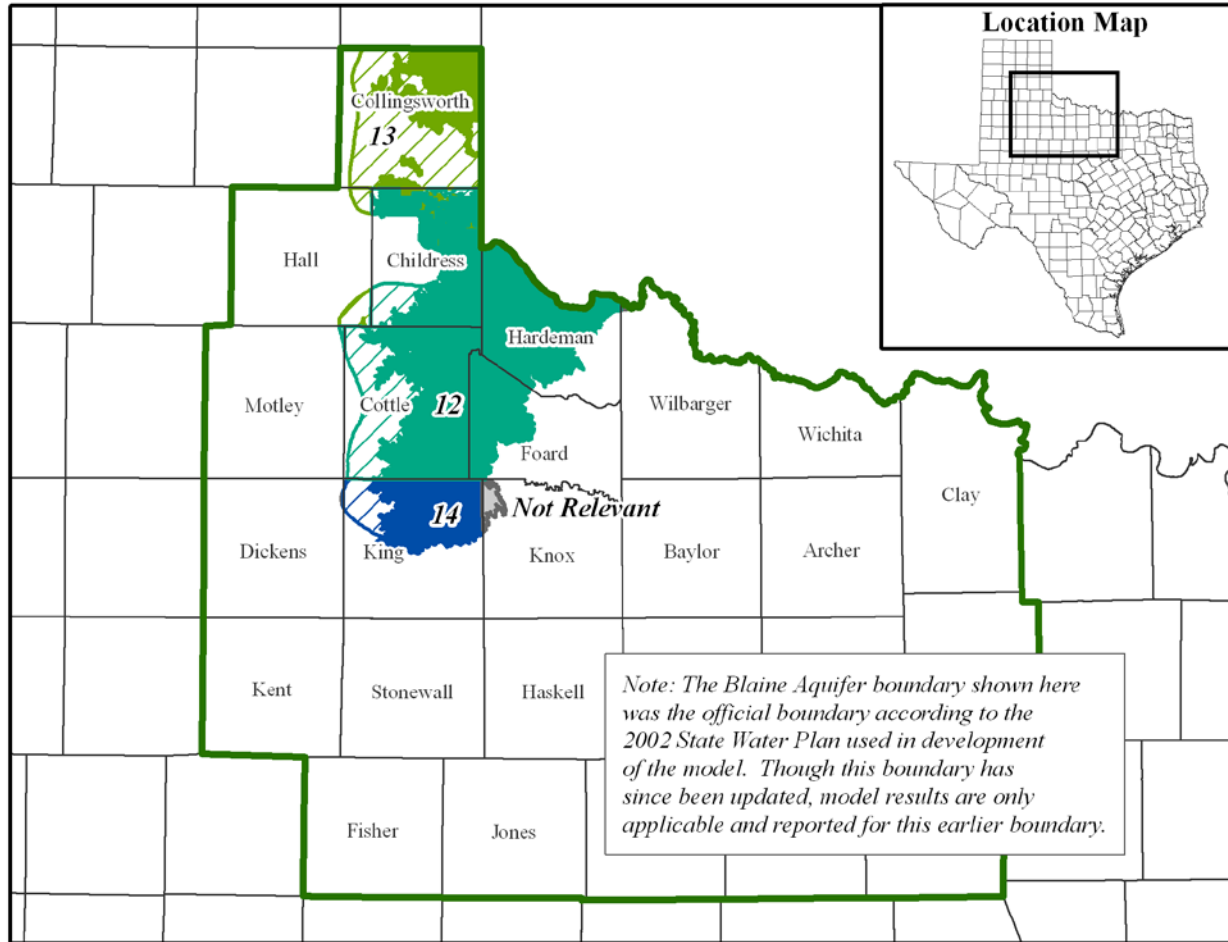 Location Map
Collingsworth
13
Hall
Childress
Hardeman
Motley
Cottle
12
Foard
Wilbarger
Wichita
Clay
Dickens
King
14
Not Relevant
Knox
Baylor
Archer
Kent
Stonewall
Haskell
Note: The Blaine Aquifer boundary shown here
was the official boundary according to the
2002 State Water Plan used in development
of the model. Though this boundary has
since been updated, model results are only
applicable and reported for this earlier boundary.
Fisher
Jones